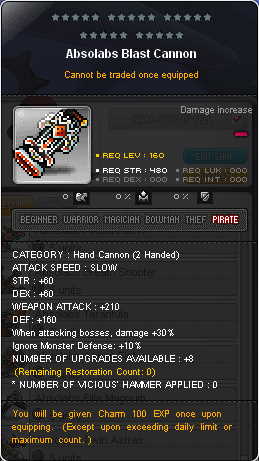 Absolabs Blast Cannon
Cannot be traded once equipped
Damage increase
REQ LEV : 160
REQ STR : 480 REQ LUK : 000
REQ DEX : 000 REQ INT : 000
0 % 0 % 0 %
BEGINNER WARRIOR MAGICIAN BOWMAN THIEF PIRATE
CATEGORY : Hand Cannon (2 Handed)
ATTACK SPEED : SLOW
STR : +60
DEX : +60
WEAPON ATTACK : +210
DEF: +160
When attacking bosses, damage +30%
Ignore Monster Defense: +10%
NUMBER OF UPGRADES AVAILABLE : +8
(Remaining Restoration Count: 0)
* NUMBER OF VICIOUS' HAMMER APPLIED : 0
You will be given Charm 100 EXP once upon
equipping. (Except upon exceeding daily limit or
maximum count. )